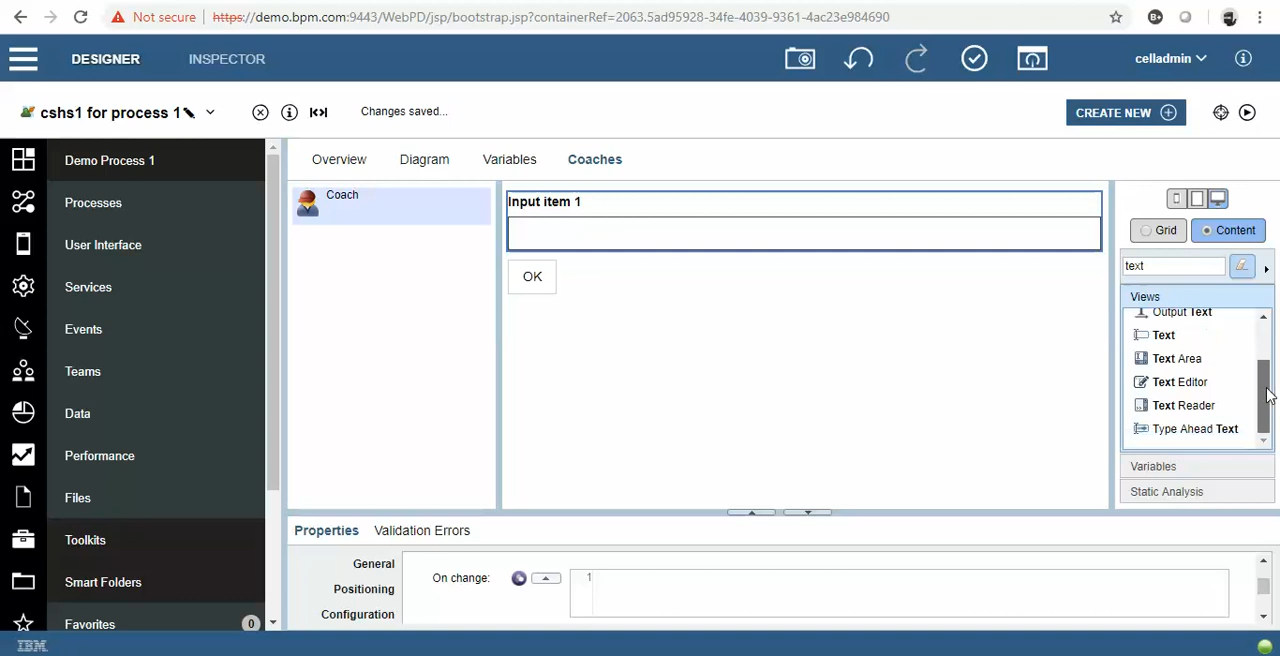 Not secure | https://demo.bpm.com:9443/WebPD/jsp/bootstrap.jsp?containerRef=2063.5ad95928-34fe-4039-9361-4ac23e984690
B+
DESIGNER INSPECTOR celladmin
cshs1 for process 1 Changes saved... CREATE NEW
Demo Process 1
Processes
User Interface
Services
Events
Teams
Data
Performance
Files
Toolkits
Smart Folders
Favorites 0
Overview Diagram Variables Coaches
Coach
Input item 1
OK
Grid Content
text
Views
Output Text
Text
Text Area
Text Editor
Text Reader
Type Ahead Text
Variables
Static Analysis
Properties Validation Errors
General
Positioning
Configuration
On change: 1
IBM